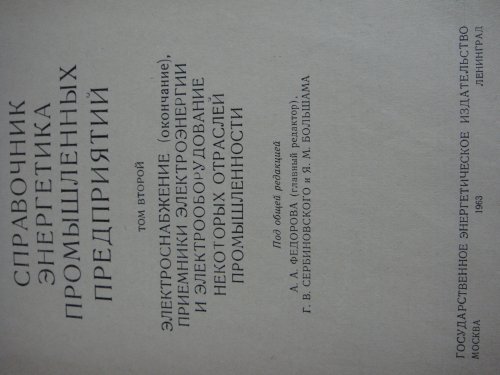 СПРАВОЧНИК
ЭНЕРГЕТИКА
ПРОМЫШЛЕННЫХ
ПРЕДПРИЯТИЙ
ТОМ ВТОРОЙ
ЭЛЕКТРОСНАБЖЕНИЕ (окончание),
ПРИЕМНИКИ ЭЛЕКТРОЭНЕРГИИ
И ЭЛЕКТРООБОРУДОВАНИЕ
НЕКОТОРЫХ ОТРАСЛЕЙ
ПРОМЫШЛЕННОСТИ
Под общей редакцией
А. А. ФЕДОРОВА (главный редактор),
Г. В. СЕРБИНОВСКОГО и Я. М. БОЛЬШАМА
ГОСУДАРСТВЕННОЕ ЭНЕРГЕТИЧЕСКОЕ ИЗДАТЕЛЬСТВО
МОСКВА 1963 ЛЕНИНГРАД